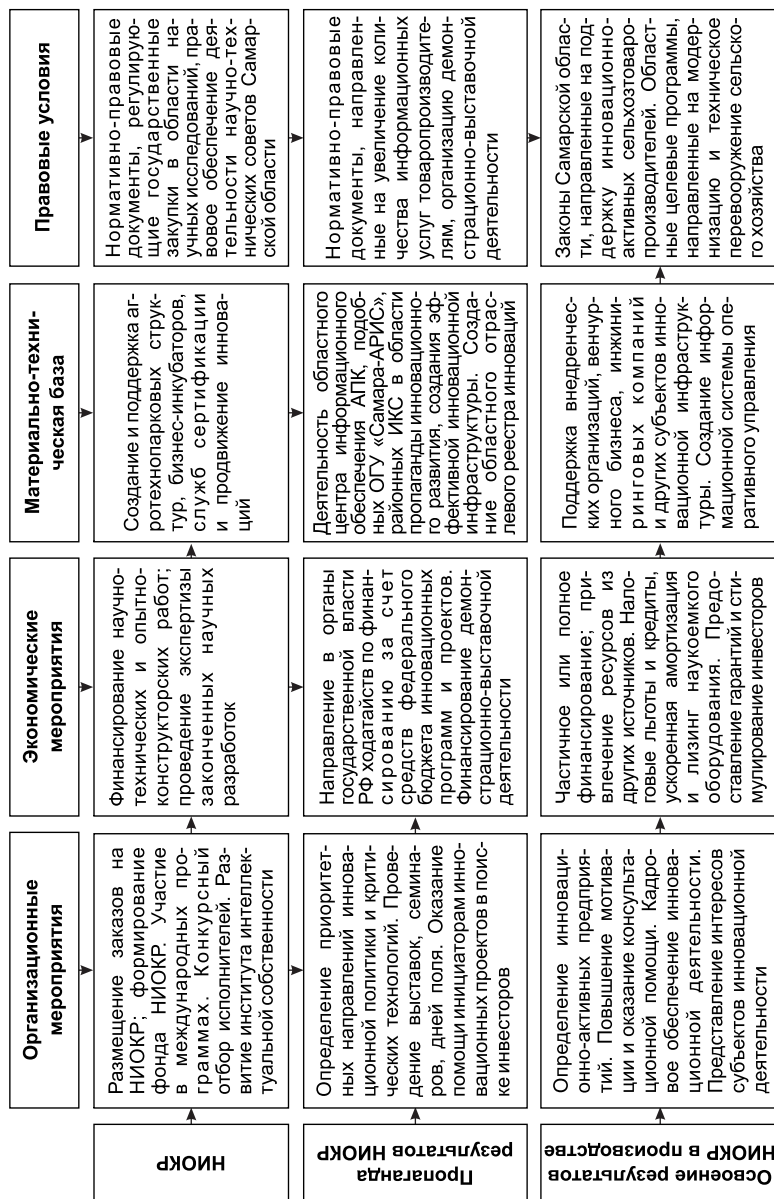 Организационные
мероприятия
Экономические
мероприятия
Материально-техни-
ческая база
Правовые условия
НИОКР
Размещение заказов на
НИОКР; формирование
фонда НИОКР. Участие
в международных про-
граммах. Конкурсный
отбор исполнителей. Раз-
витие института интеллек-
туальной собственности
Финансирование научно-
технических и опытно-
конструкторских работ;
проведение экспертизы
законченных научных
разработок
Создание и поддержка аг-
ротехнопарковых струк-
тур, бизнес-инкубаторов,
служб сертификации
и продвижение иннова-
ций
Нормативно-правовые
документы, регулирую-
щие государственные
закупки в области на-
учных исследований, пра-
вовое обеспечение дея-
тельности научно-тех-
нических советов Самар-
ской области
Пропаганда
результатов НИОКР
Определение приоритет-
ных направлений иннова-
ционной политики и крити-
ческих технологий. Прове-
дение выставок, семина-
ров, дней поля. Оказание
помощи инициаторам инно-
вационных проектов в поис-
ке инвесторов
Направление в органы
государственной власти
РФ ходатайств по финан-
сированию за счет
средств федерального
бюджета инновационных
программ и проектов.
Финансирование демон-
страционно-выставочной
деятельности
Деятельность областного
центра информационного
обеспечения АПК, подоб-
ных ОГУ «Самара-АРИС»,
районных ИКС в области
пропаганды инновационно-
го развития, создания эф-
фективной инновационной
инфраструктуры. Созда-
ние областного отрас-
левого реестра инноваций
Нормативно-правовые
документы, направлен-
ные на увеличение коли-
чества информационных
услуг товаропроизводите-
лям, организацию демон-
страционно-выставочной
деятельности
Освоение результатов
НИОКР в производстве
Определение инноваци-
онно-активных предприя-
тий. Повышение мотива-
ции и оказание консульта-
ционной помощи. Кадро-
вое обеспечение иннова-
ционной деятельности.
Представление интересов
субъектов инновационной
деятельности
Частичное или полное
финансирование; при-
влечение ресурсов из
других источников. Нало-
говые льготы и кредиты,
ускоренная амортизация
и лизинг наукоемкого
оборудования. Предо-
ставление гарантий и сти-
мулирование инвесторов
Поддержка внедренчес-
ких организаций, венчур-
ного бизнеса, инжини-
ринговых компаний
и других субъектов инно-
вационной инфраструк-
туры. Создание инфор-
мационной системы опе-
ративного управления
Законы Самарской облас-
ти, направленные на под-
держку инновационно-
активных сельхозтоваро-
производителей. Област-
ные целевые программы,
направленные на модер-
низацию и техническое
перевооружение сельско-
го хозяйства